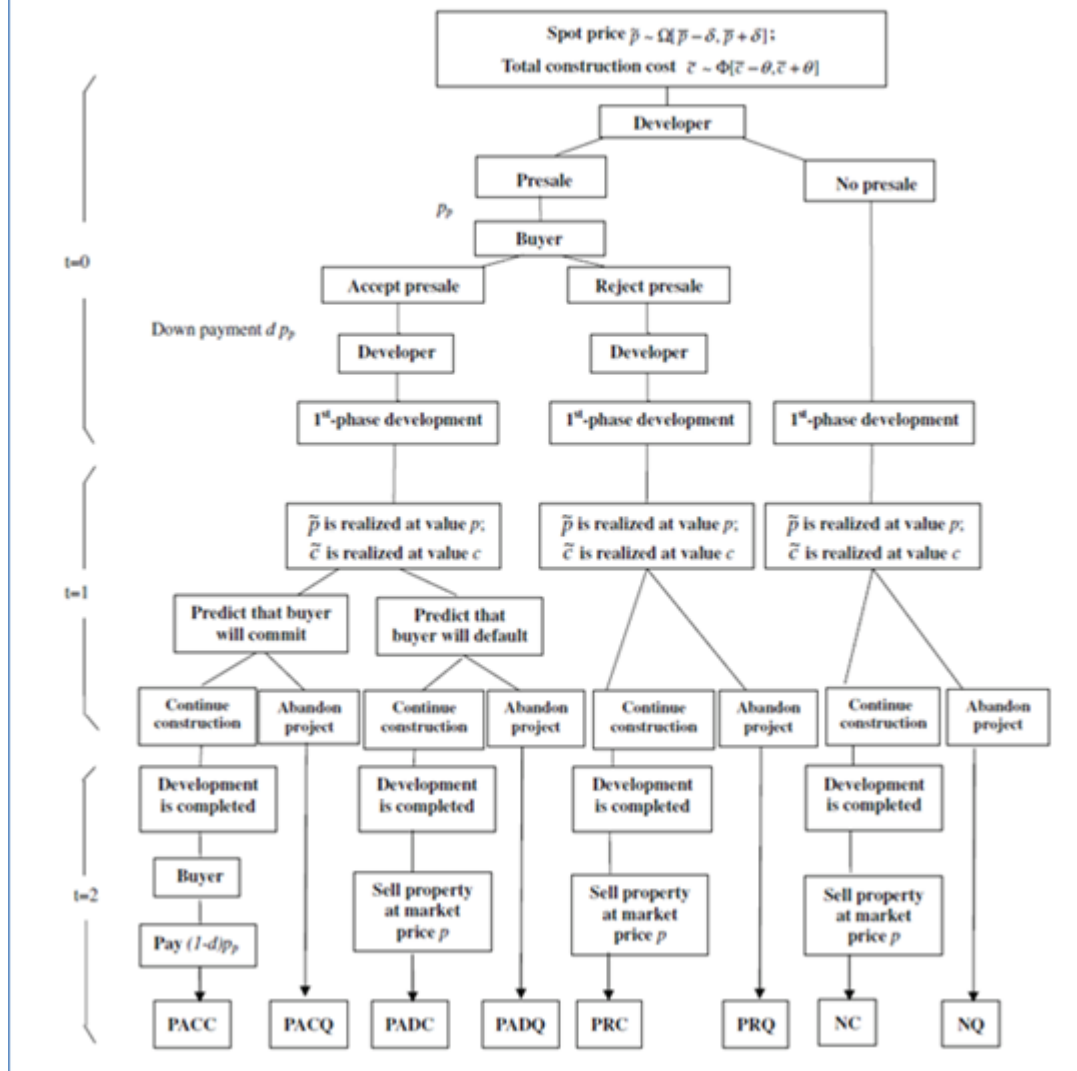 Spot price p̃ ~ Ω[p̄ − δ, p̄ + δ];
Total construction cost c̃ ~ Φ[c̄ − θ, c̄ + θ]
Developer
Presale
No presale
pₚ
Buyer
t=0
Accept presale
Reject presale
Down payment d pₚ
Developer
Developer
1st-phase development
1st-phase development
1st-phase development
p̃ is realized at value p;
c̃ is realized at value c
p̃ is realized at value p;
c̃ is realized at value c
p̃ is realized at value p;
c̃ is realized at value c
t=1
Predict that buyer
will commit
Predict that
buyer will default
Continue
construction
Abandon
project
Continue
construction
Abandon
project
Continue
construction
Abandon
project
Continue
construction
Abandon
project
t=2
Development
is completed
Development
is completed
Development
is completed
Development
is completed
Buyer
Sell property
at market
price p
Sell property
at market
price p
Sell property
at market
price p
Pay (1-d)pₚ
PACC
PACQ
PADC
PADQ
PRC
PRQ
NC
NQ